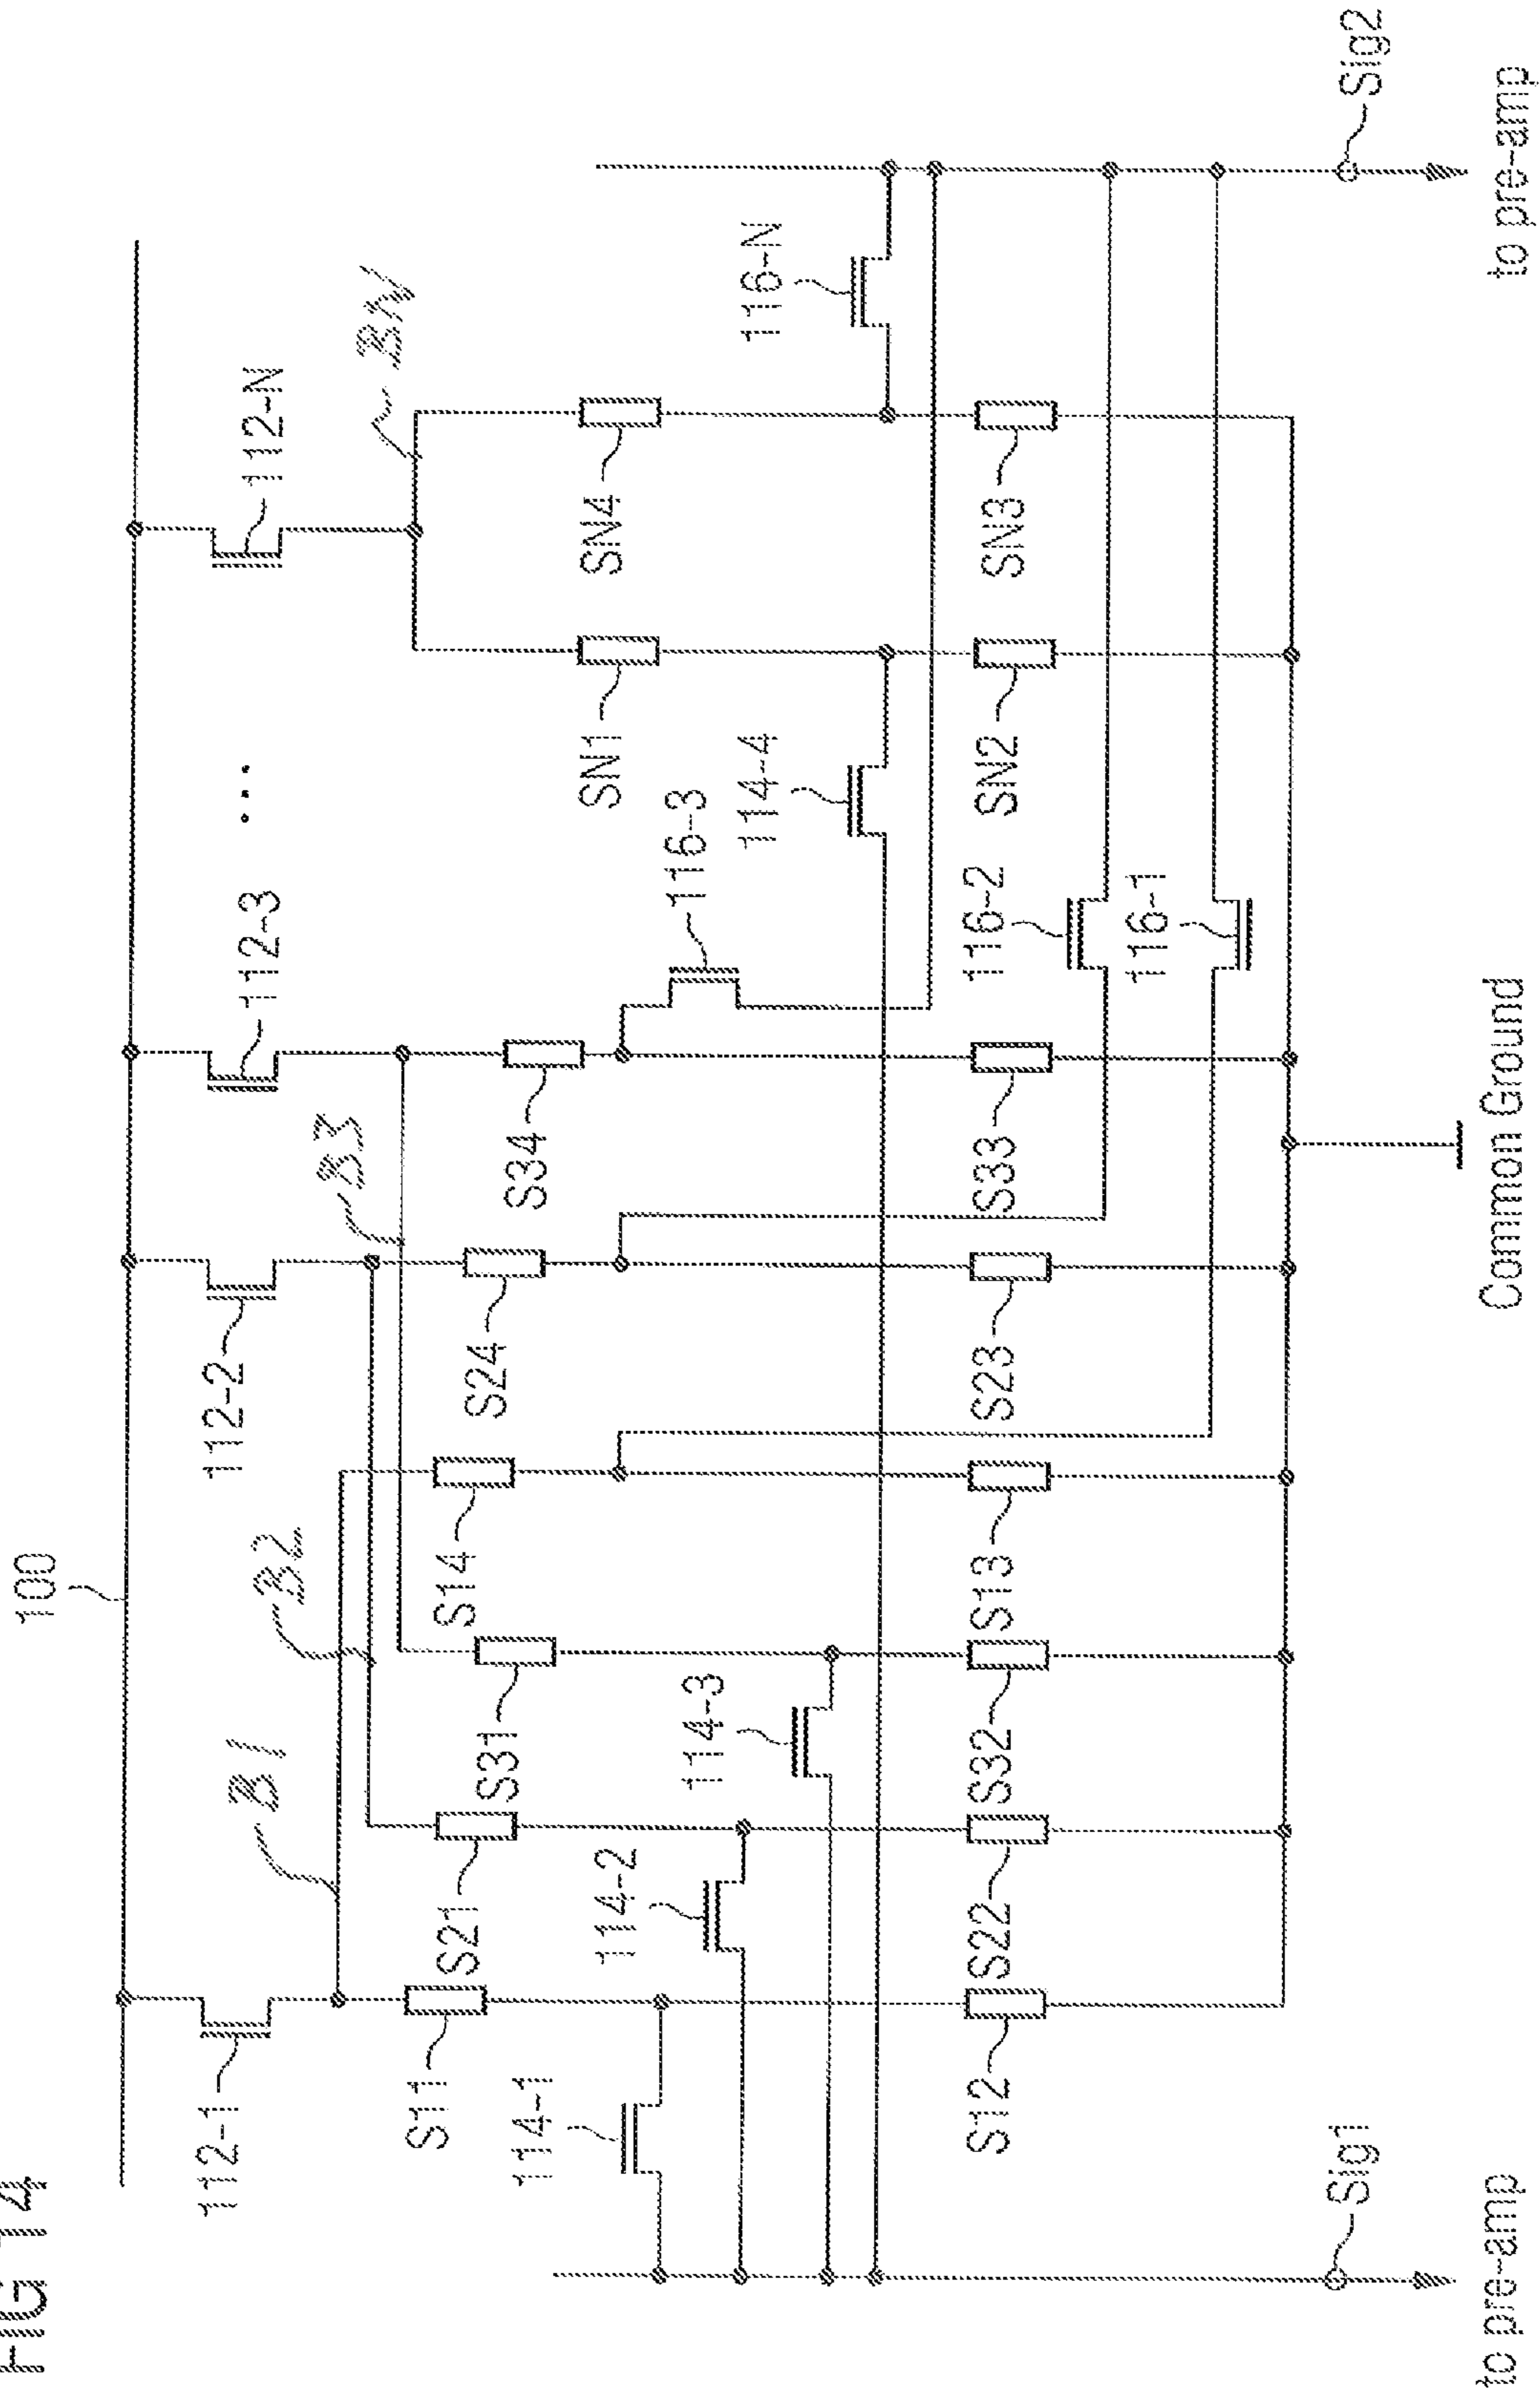 FIG 14
100
112-1
112-2
112-3
...
112-N
B1
B2
B3
BN
S11
S21
S31
S14
S24
S34
SN1
SN4
114-1
114-2
114-3
116-3
114-4
116-N
S12
S22
S32
S13
S23
S33
SN2
SN3
116-2
116-1
Sig1
Sig2
to pre-amp
Common Ground
to pre-amp